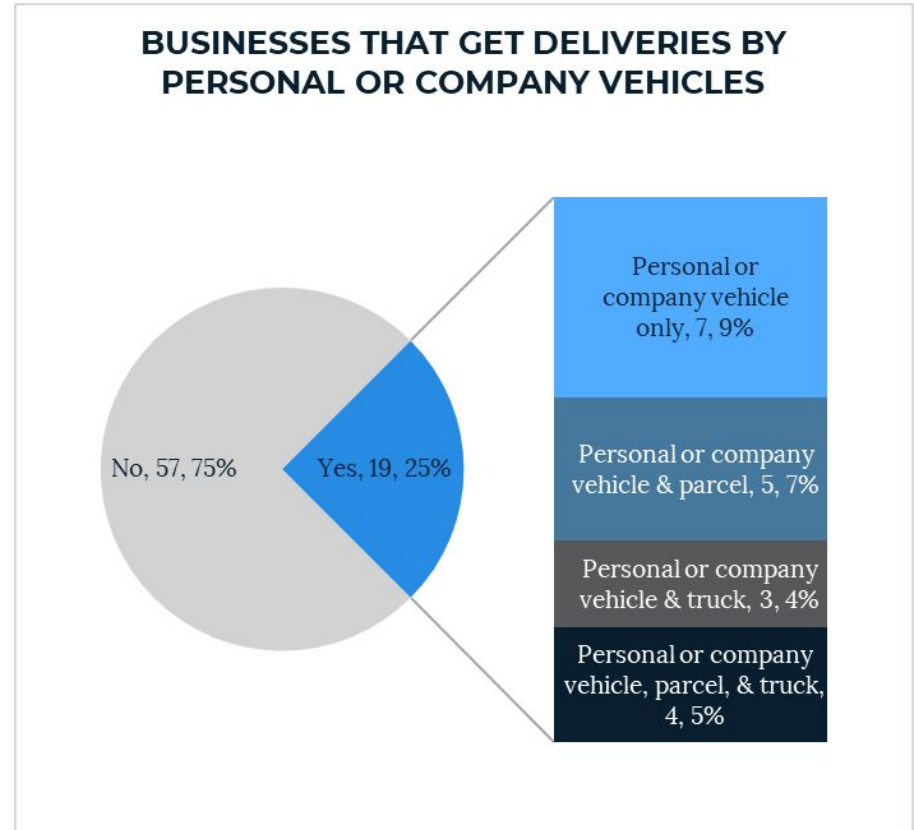 BUSINESSES THAT GET DELIVERIES BY
PERSONAL OR COMPANY VEHICLES
No, 57, 75%
Yes, 19, 25%
Personal or
company vehicle
only, 7, 9%
Personal or company
vehicle & parcel, 5, 7%
Personal or company
vehicle & truck, 3, 4%
Personal or company
vehicle, parcel, & truck,
4, 5%